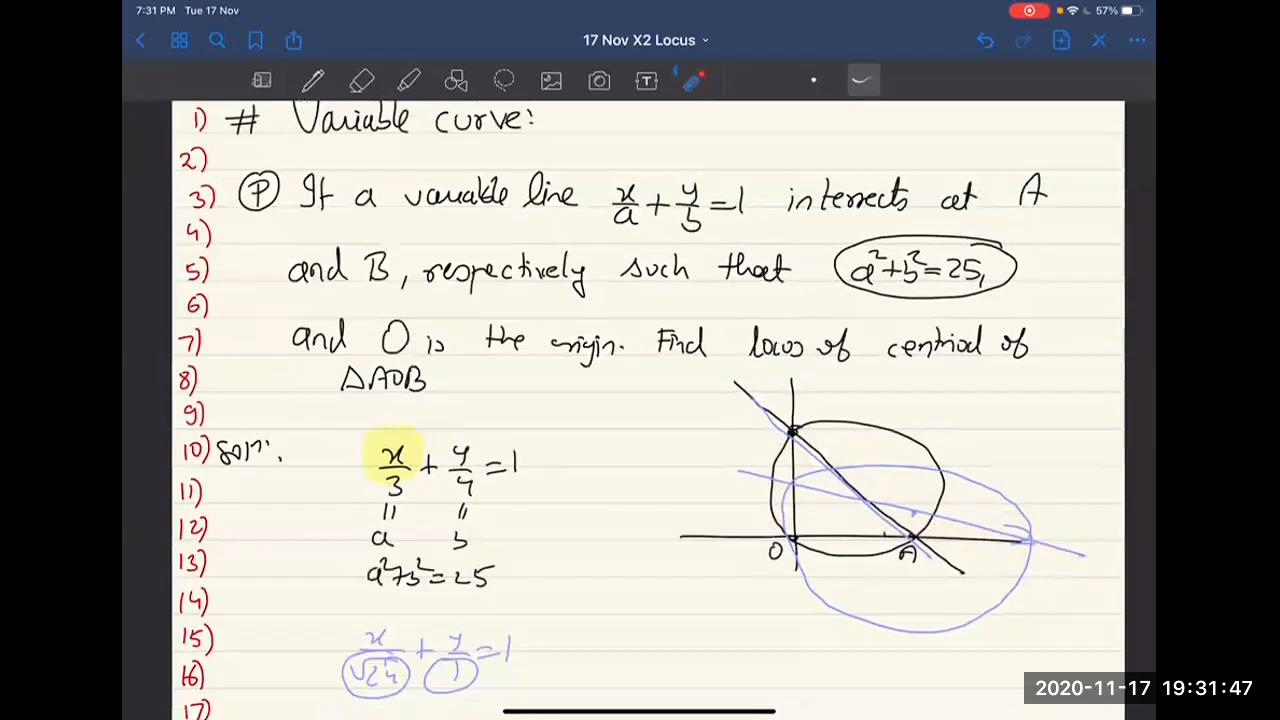 7:31 PM Tue 17 Nov
57%
17 Nov X2 Locus
1) # Variable curve:
2)
3) (P) If a variable line x/a + y/b = 1 intersects at A
4)
5) and B, respectively such that a²+b²=25,
6)
7) and O is the origin. Find locus of centriod of
8) ΔAOB
9)
10) Soln:
x/3 + y/4 = 1
11)
" "
12)
a b
13)
a²+b²=25
14)
15)
x/√24 + y/1 = 1
16)
17)
O A
2020-11-17 19:31:47